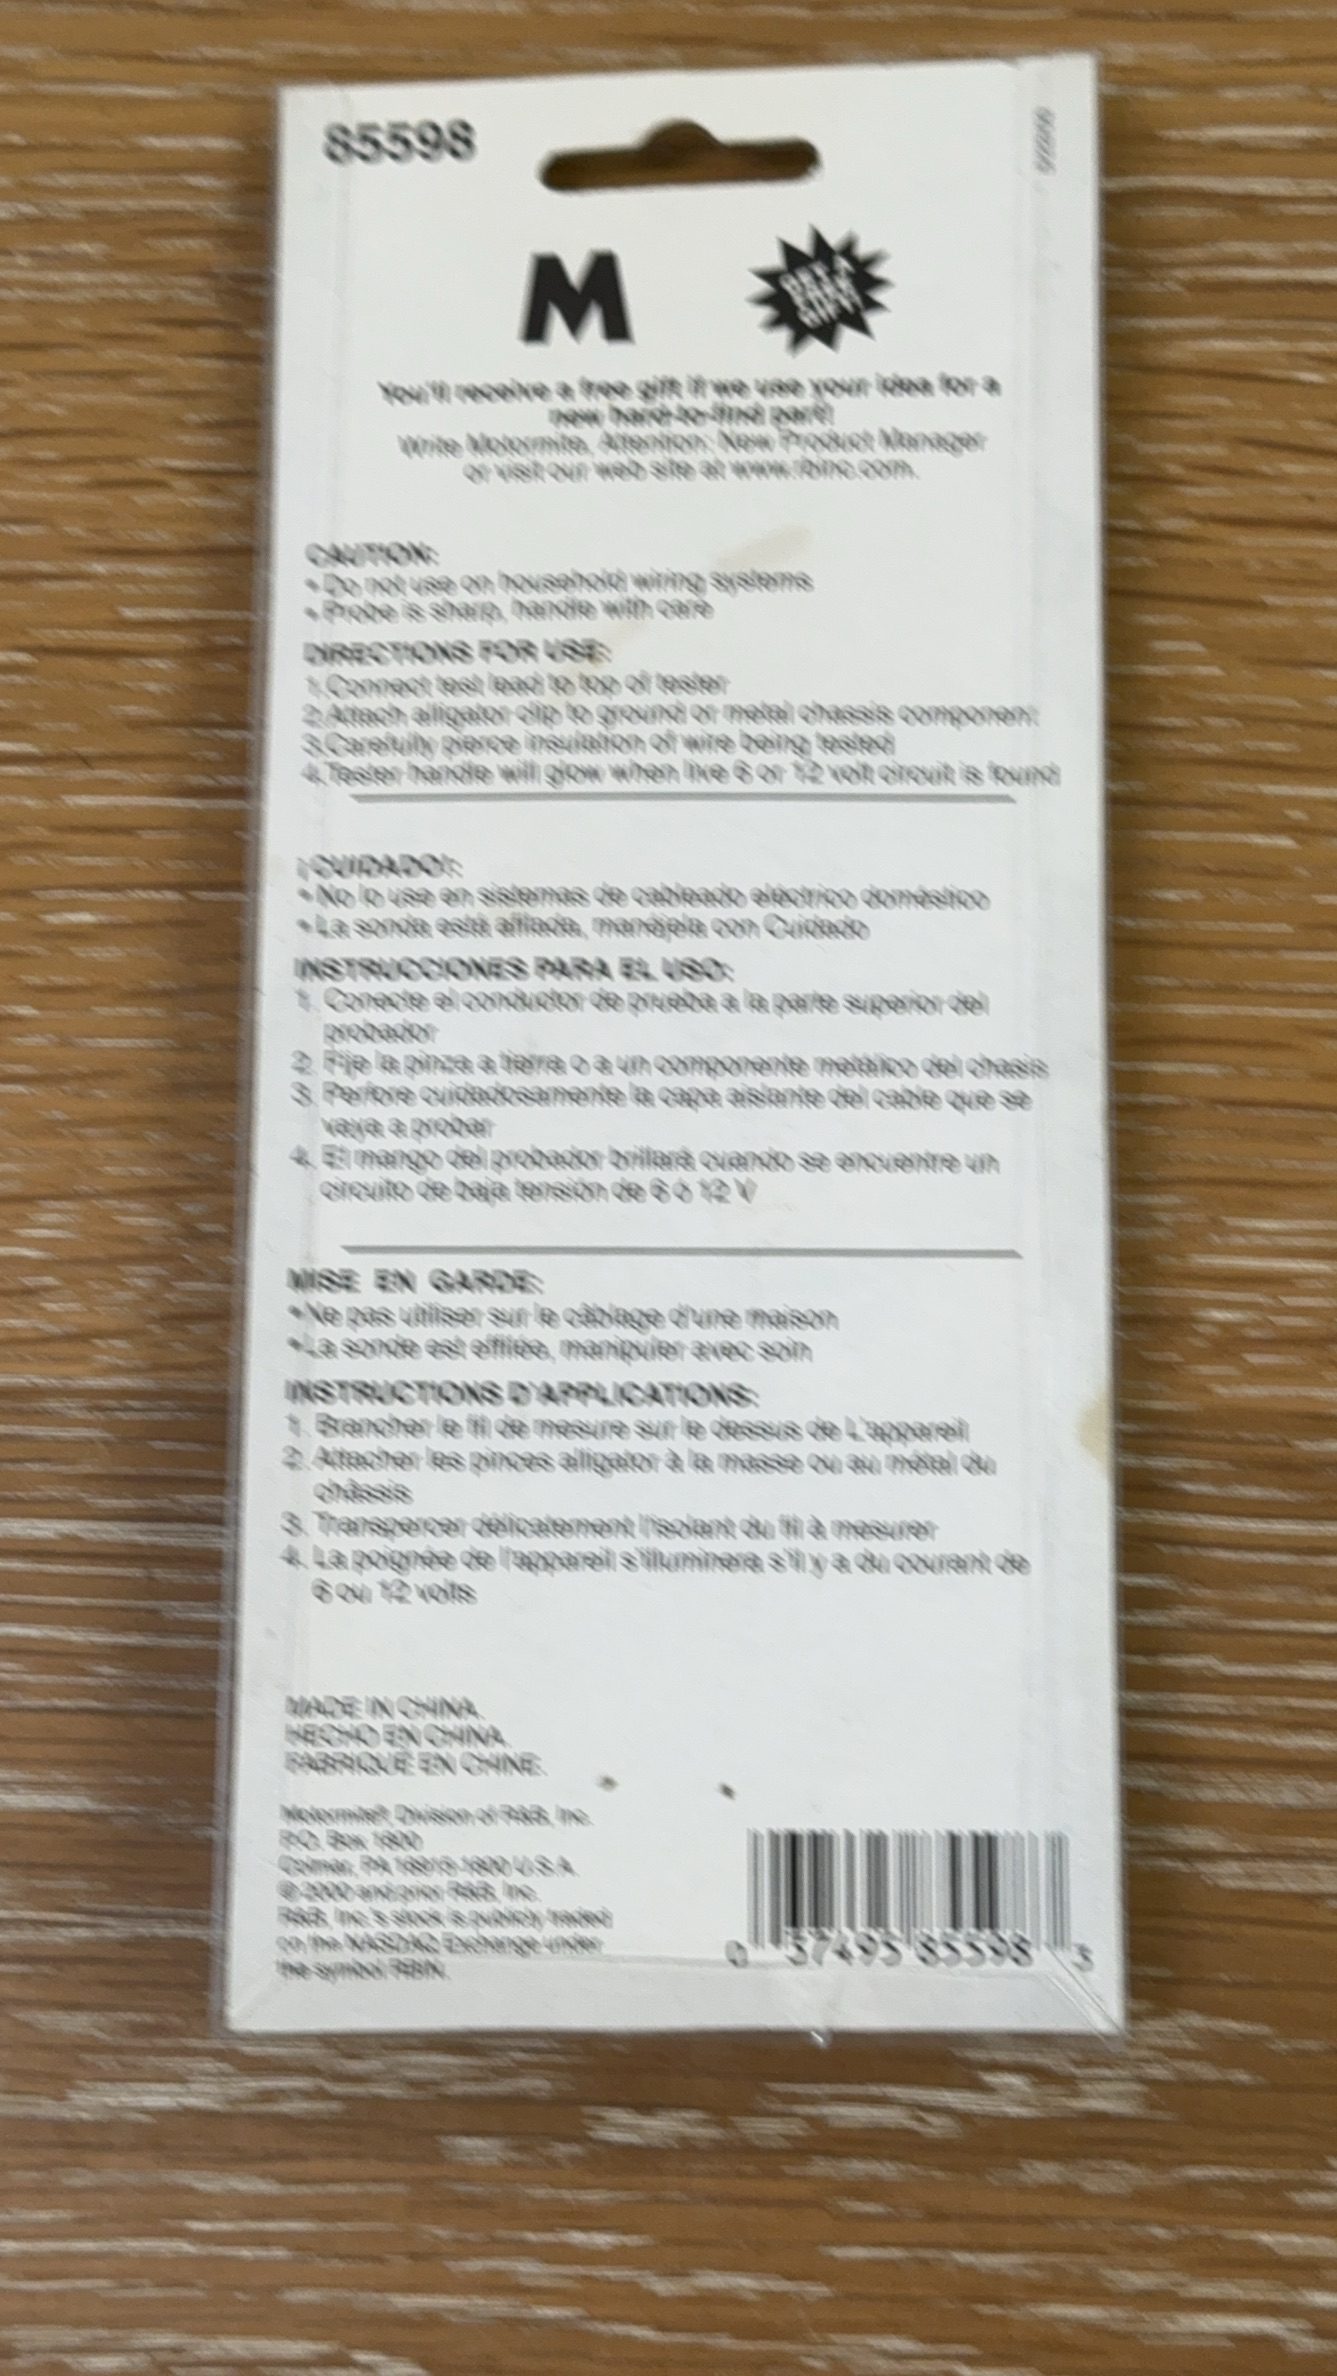 85598
M
You'll receive a free gift if we use your idea for a
new hard-to-find part!
Write Motormite, Attention: New Product Manager
or visit our web site at www.rbinc.com.
CAUTION:
• Do not use on household wiring systems
• Probe is sharp, handle with care
DIRECTIONS FOR USE:
1.Connect test lead to top of tester
2.Attach alligator clip to ground or metal chassis component
3.Carefully pierce insulation of wire being tested
4.Tester handle will glow when live 6 or 12 volt circuit is found
¡CUIDADO!:
• No lo use en sistemas de cableado eléctrico doméstico
• La sonda está afilada, manéjela con Cuidado
INSTRUCCIONES PARA EL USO:
1. Conecte el conductor de prueba a la parte superior del
probador
2. Fije la pinza a tierra o a un componente metálico del chasis
3. Perfore cuidadosamente la capa aislante del cable que se
vaya a probar
4. El mango del probador brillará cuando se encuentre un
circuito de baja tensión de 6 ó 12 V
MISE EN GARDE:
• Ne pas utiliser sur le câblage d'une maison
• La sonde est effilée, manipuler avec soin
INSTRUCTIONS D'APPLICATIONS:
1. Brancher le fil de mesure sur le dessus de L'appareil
2. Attacher les pinces alligator à la masse ou au métal du
châssis
3. Transpercer délicatement l'isolant du fil à mesurer
4. La poignée de l'appareil s'illuminera s'il y a du courant de
6 ou 12 volts
MADE IN CHINA.
HECHO EN CHINA.
FABRIQUÉ EN CHINE.
Motormite® Division of R&B, Inc.
P.O. Box 1800
Colmar, PA 18915-1800 U.S.A.
© 2000 and prior R&B, Inc.
R&B, Inc.'s stock is publicly traded
on the NASDAQ Exchange under
the symbol RBIN.
0 37495 85598 3